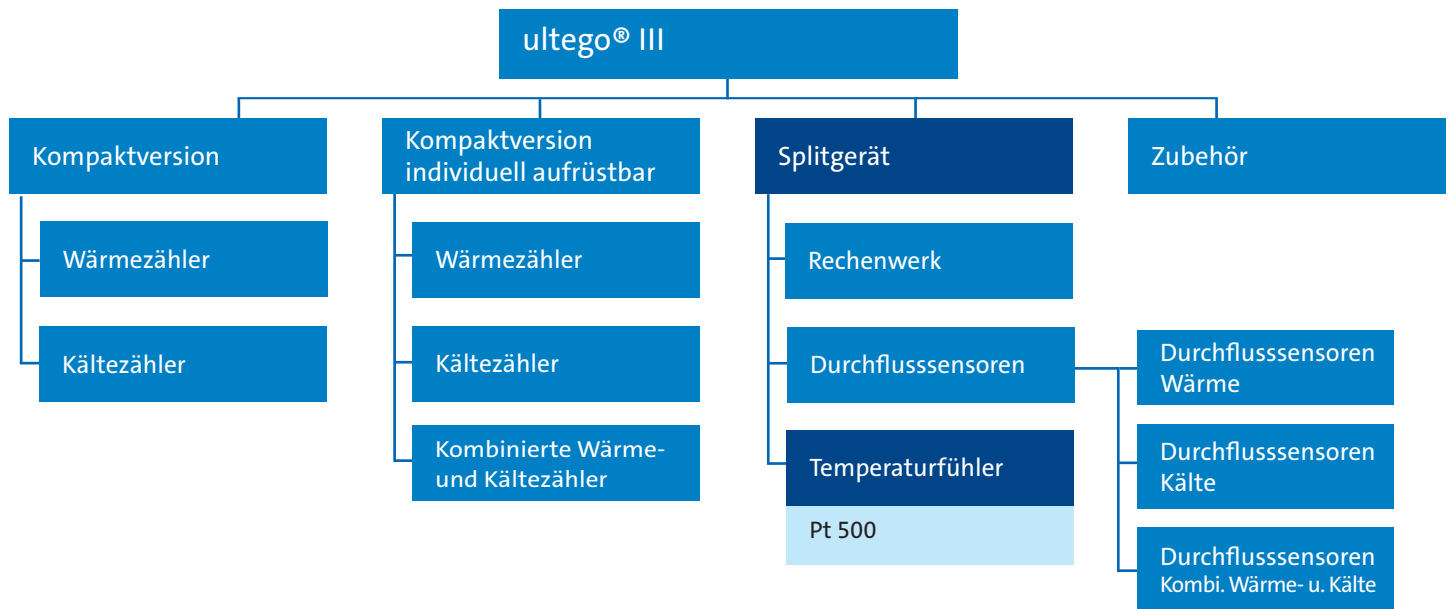 ultego® III
Kompaktversion
Wärmezähler
Kältezähler
Kompaktversion
individuell aufrüstbar
Wärmezähler
Kältezähler
Kombinierte Wärme-
und Kältezähler
Splitgerät
Rechenwerk
Durchflusssensoren
Durchflusssensoren
Wärme
Durchflusssensoren
Kälte
Durchflusssensoren
Kombi. Wärme- u. Kälte
Temperaturfühler
Pt 500
Zubehör